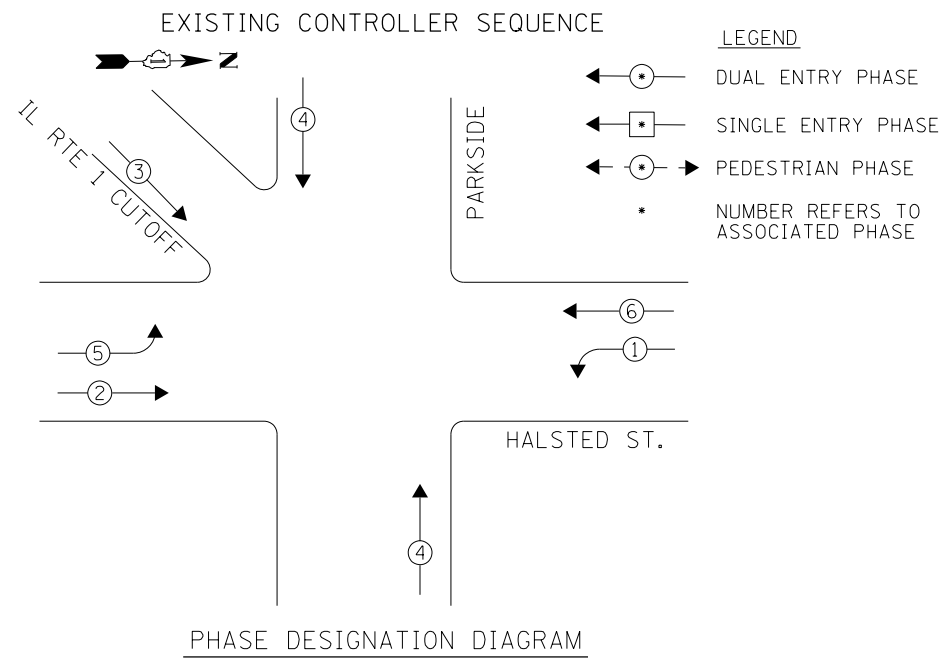 EXISTING CONTROLLER SEQUENCE
N
LEGEND
* DUAL ENTRY PHASE
* SINGLE ENTRY PHASE
* PEDESTRIAN PHASE
* NUMBER REFERS TO
ASSOCIATED PHASE
4
PARKSIDE
3
IL RTE 1 CUTOFF
6
5
1
2
HALSTED ST.
4
PHASE DESIGNATION DIAGRAM